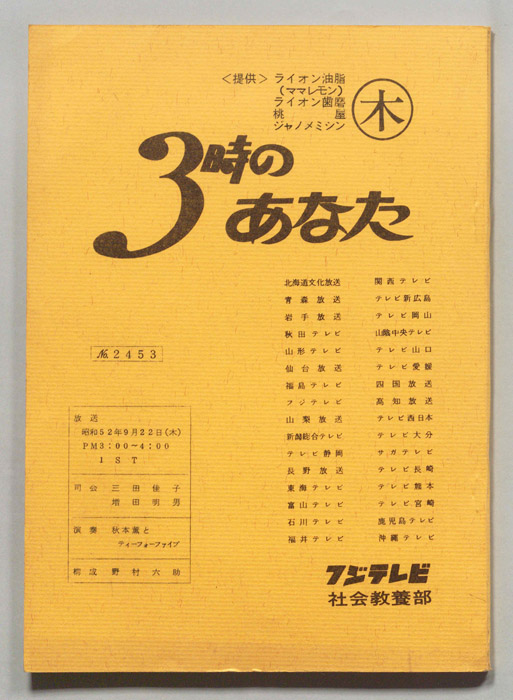 <提供> ライオン油脂
(ママレモン)
ライオン歯磨
桃屋
ジャノメミシン
木
3時の
あなた
北海道文化放送
青森放送
岩手放送
秋田テレビ
山形テレビ
仙台放送
福島テレビ
フジテレビ
山梨放送
新潟総合テレビ
テレビ静岡
長野放送
東海テレビ
富山テレビ
石川テレビ
福井テレビ
関西テレビ
テレビ新広島
テレビ岡山
山陰中央テレビ
テレビ山口
テレビ愛媛
四国放送
高知放送
テレビ西日本
テレビ大分
サガテレビ
テレビ長崎
テレビ熊本
テレビ宮崎
鹿児島テレビ
沖縄テレビ
No.2453
放送
昭和52年9月22日(木)
PM3:00~4:00
1ST
司会 三田佳子
増田明男
演奏 秋本薫と
ティーフォーファイブ
構成 野村六助
フジテレビ
社会教養部